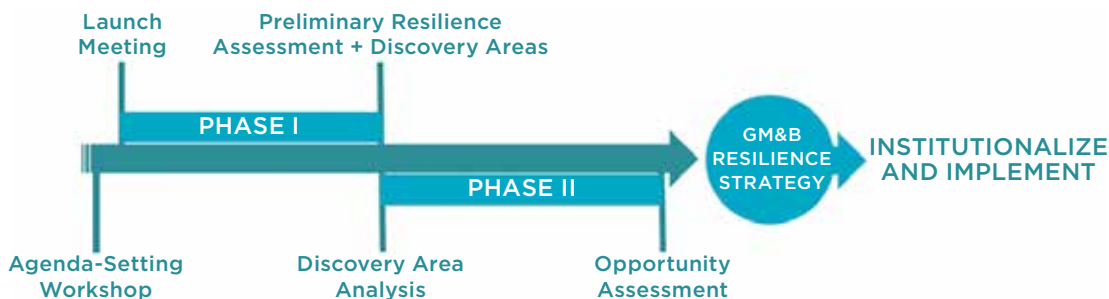 Launch
Meeting
Preliminary Resilience
Assessment + Discovery Areas
PHASE I
GM&B
RESILIENCE
STRATEGY
INSTITUTIONALIZE
AND IMPLEMENT
PHASE II
Agenda-Setting
Workshop
Discovery Area
Analysis
Opportunity
Assessment